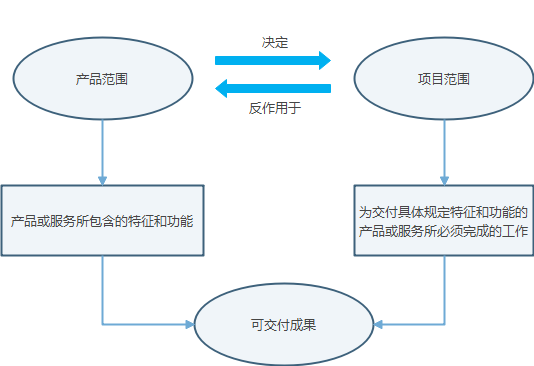 决定
产品范围
项目范围
反作用于
产品或服务所包含的特征和功能
为交付具体规定特征和功能的
产品或服务所必须完成的工作
可交付成果